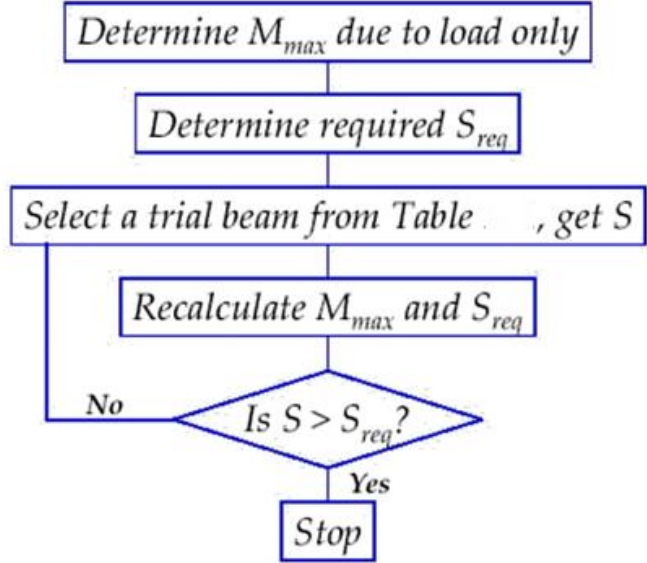 Determine M_max due to load only
Determine required S_req
Select a trial beam from Table , get S
Recalculate M_max and S_req
No
Is S > S_req?
Yes
Stop